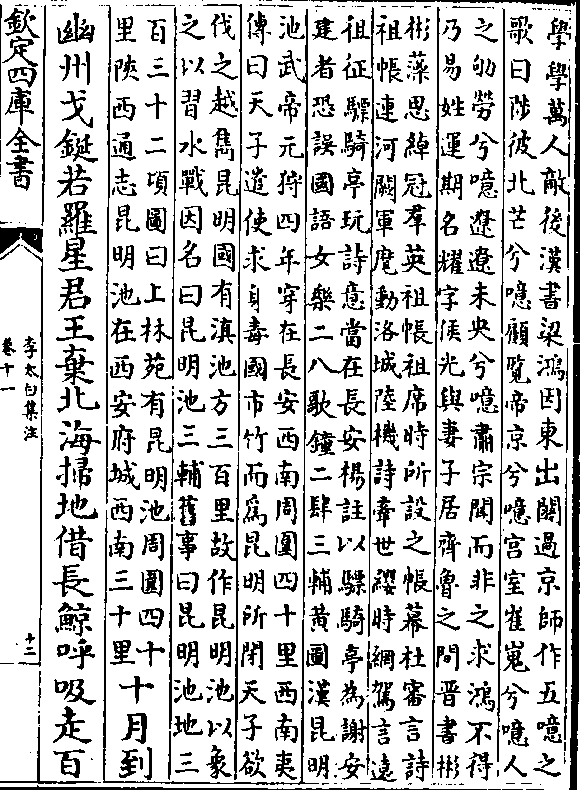 學學萬人敵後漢書梁鴻因東出關過京師作五噫之
歌曰陟彼北芒兮噫顧覽帝京兮噫宫室崔嵬兮噫人
之劬勞兮噫遼遼未央兮噫肅宗聞而非之求鴻不得
乃易姓運期名耀字侯光與妻子居齊魯之間晉書彬
彬藻思綽冠羣英祖帳祖席時所設之帳幕杜審言詩
祖帳連河闕軍麾動洛城陸機詩牽世纓時網駕言遠
祖征驃騎亭玩詩意當在長安楊註以驃騎亭為謝安
建者恐誤國語女樂二八歌鐘二肆三輔黄圖漢昆明
池武帝元狩四年穿在長安西南周圍四十里西南夷
傳曰天子遣使求身毒國市竹而為昆明所閉天子欲
伐之越雋昆明國有滇池方三百里故作昆明池以象
之以習水戰因名曰昆明池三輔舊事曰昆明池地三
百三十二頃圖曰上林苑有昆明池周圍四十
里陜西通志昆明池在西安府城西南三十里
十月到
幽州戈鋋若羅星君王棄北海掃地借長鯨呼吸走百
欽定四庫全書
李太白集注
卷十一
十二